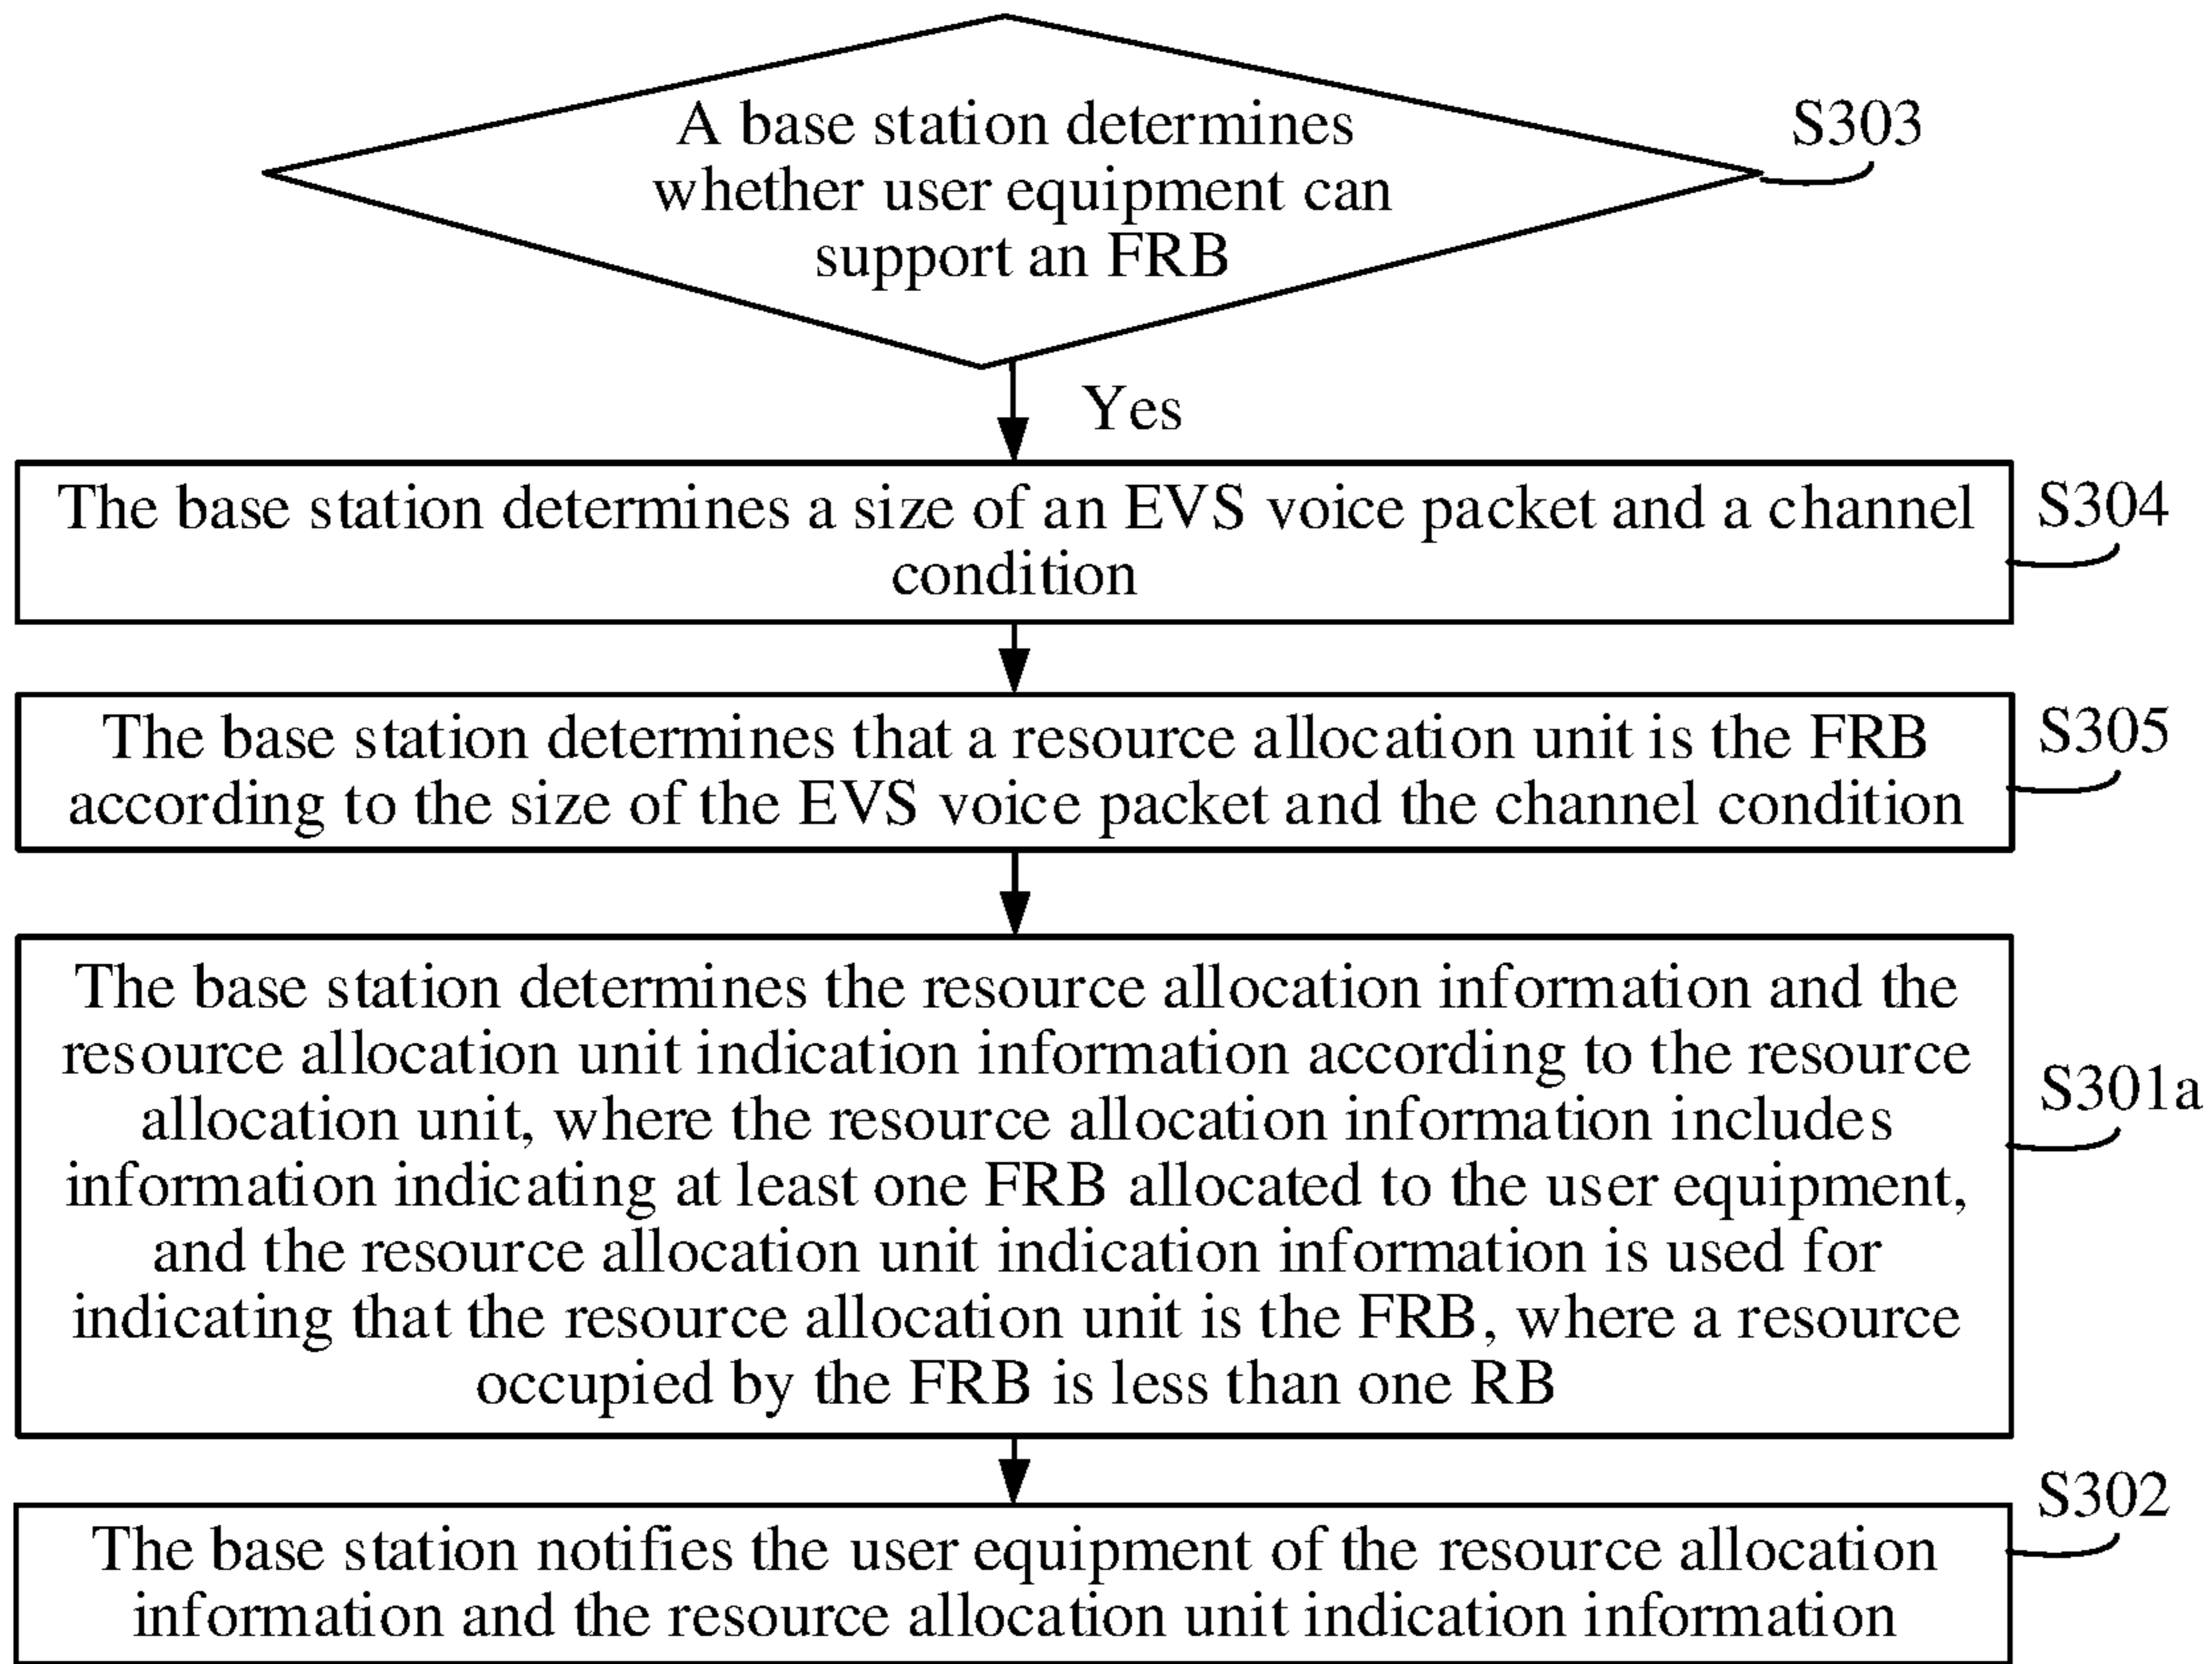 A base station determines
whether user equipment can
support an FRB
S303
Yes
The base station determines a size of an EVS voice packet and a channel
condition
S304
The base station determines that a resource allocation unit is the FRB
according to the size of the EVS voice packet and the channel condition
S305
The base station determines the resource allocation information and the
resource allocation unit indication information according to the resource
allocation unit, where the resource allocation information includes
information indicating at least one FRB allocated to the user equipment,
and the resource allocation unit indication information is used for
indicating that the resource allocation unit is the FRB, where a resource
occupied by the FRB is less than one RB
S301a
The base station notifies the user equipment of the resource allocation
information and the resource allocation unit indication information
S302